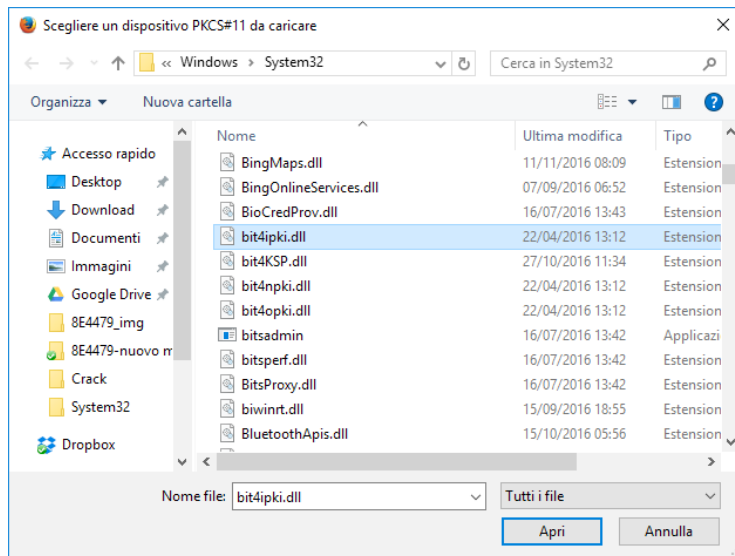 Scegliere un dispositivo PKCS#11 da caricare
« Windows > System32
Cerca in System32
Organizza
Nuova cartella
Nome Ultima modifica Tipo
Accesso rapido
Desktop
Download
Documenti
Immagini
Google Drive
8E4479_img
8E4479-nuovo m
Crack
System32
Dropbox
BingMaps.dll 11/11/2016 08:09 Estension
BingOnlineServices.dll 07/09/2016 06:52 Estension
BioCredProv.dll 16/07/2016 13:43 Estension
bit4ipki.dll 22/04/2016 13:12 Estension
bit4KSP.dll 27/10/2016 11:34 Estension
bit4npki.dll 22/04/2016 13:12 Estension
bit4opki.dll 22/04/2016 13:12 Estension
bitsadmin 16/07/2016 13:42 Applicazi
bitsperf.dll 16/07/2016 13:42 Estension
BitsProxy.dll 16/07/2016 13:42 Estension
biwinrt.dll 15/09/2016 18:55 Estension
BluetoothApis.dll 15/10/2016 05:56 Estension
Nome file: bit4ipki.dll
Tutti i file
Apri
Annulla